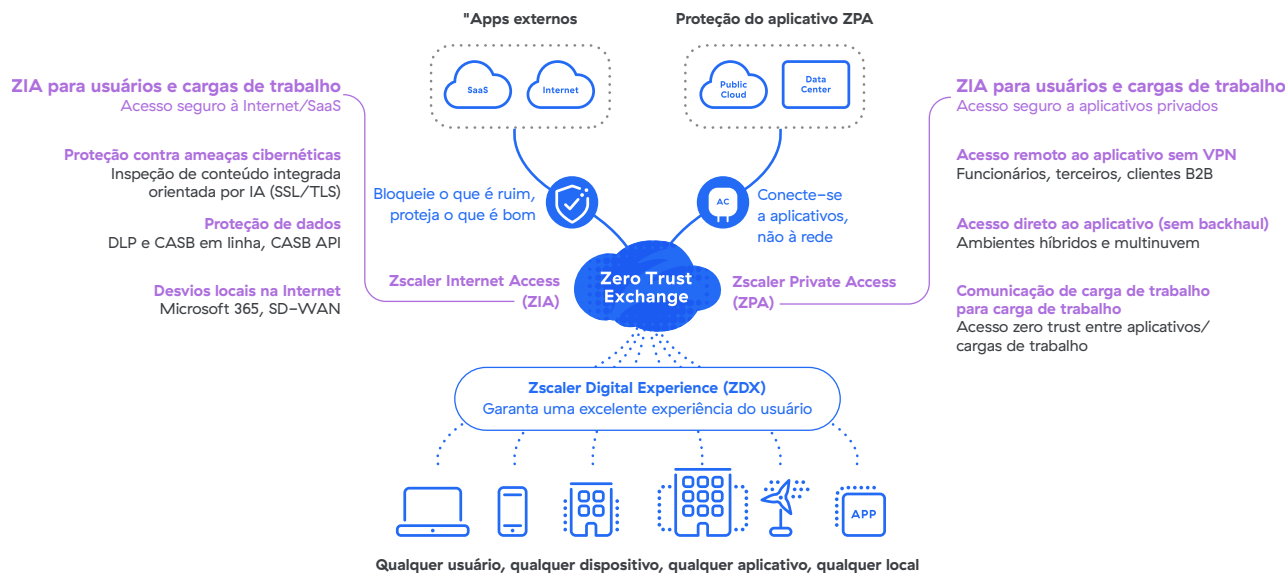 "Apps externos
Proteção do aplicativo ZPA
SaaS
Internet
Public
Cloud
Data
Center
ZIA para usuários e cargas de trabalho
Acesso seguro à Internet/SaaS
Proteção contra ameaças cibernéticas
Inspeção de conteúdo integrada
orientada por IA (SSL/TLS)
Proteção de dados
DLP e CASB em linha, CASB API
Desvios locais na Internet
Microsoft 365, SD-WAN
Bloqueie o que é ruim,
proteja o que é bom
AC
Conecte-se
a aplicativos,
não à rede
Zscaler Internet Access
(ZIA)
Zero Trust
Exchange
Zscaler Private Access
(ZPA)
ZIA para usuários e cargas de trabalho
Acesso seguro a aplicativos privados
Acesso remoto ao aplicativo sem VPN
Funcionários, terceiros, clientes B2B
Acesso direto ao aplicativo (sem backhaul)
Ambientes híbridos e multinuvem
Comunicação de carga de trabalho
para carga de trabalho
Acesso zero trust entre aplicativos/
cargas de trabalho
Zscaler Digital Experience (ZDX)
Garanta uma excelente experiência do usuário
APP
Qualquer usuário, qualquer dispositivo, qualquer aplicativo, qualquer local